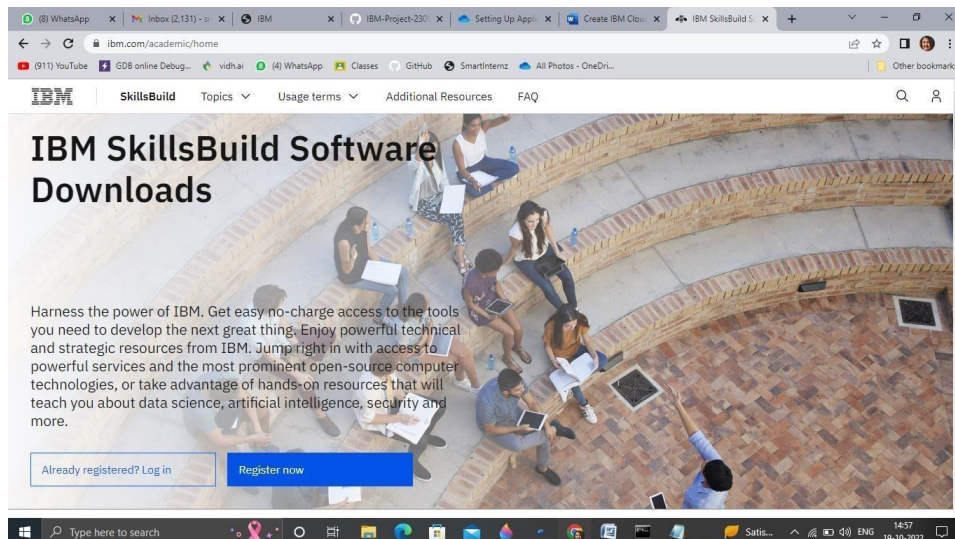 (8) WhatsApp
Inbox (2,131) - sr
IBM
IBM-Project-230
Setting Up Appli
Create IBM Clou
IBM SkillsBuild S
ibm.com/academic/home
(911) YouTube
GDB online Debug...
vidh.ai
(4) WhatsApp
Classes
GitHub
SmartInternz
All Photos - OneDri...
Other bookmarks
IBM
SkillsBuild
Topics
Usage terms
Additional Resources
FAQ
IBM SkillsBuild Software
Downloads
Harness the power of IBM. Get easy no-charge access to the tools
you need to develop the next great thing. Enjoy powerful technical
and strategic resources from IBM. Jump right in with access to
powerful services and the most prominent open-source computer
technologies, or take advantage of hands-on resources that will
teach you about data science, artificial intelligence, security and
more.
Already registered? Log in
Register now
Type here to search
Satis...
ENG
14:57
19-10-2022